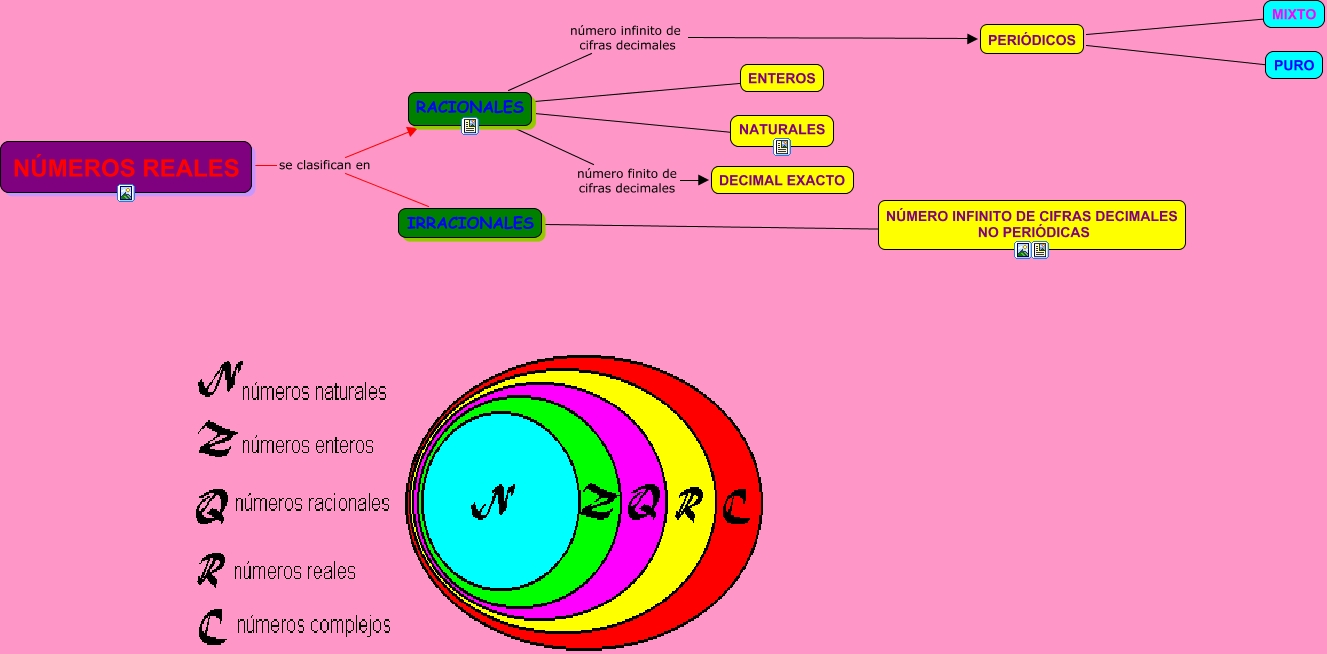 NÚMEROS REALES
se clasifican en
RACIONALES
número infinito de
cifras decimales
PERIÓDICOS
MIXTO
PURO
ENTEROS
NATURALES
número finito de
cifras decimales
DECIMAL EXACTO
IRRACIONALES
NÚMERO INFINITO DE CIFRAS DECIMALES
NO PERIÓDICAS
N números naturales
Z números enteros
Q números racionales
R números reales
C números complejos
N Z Q R C